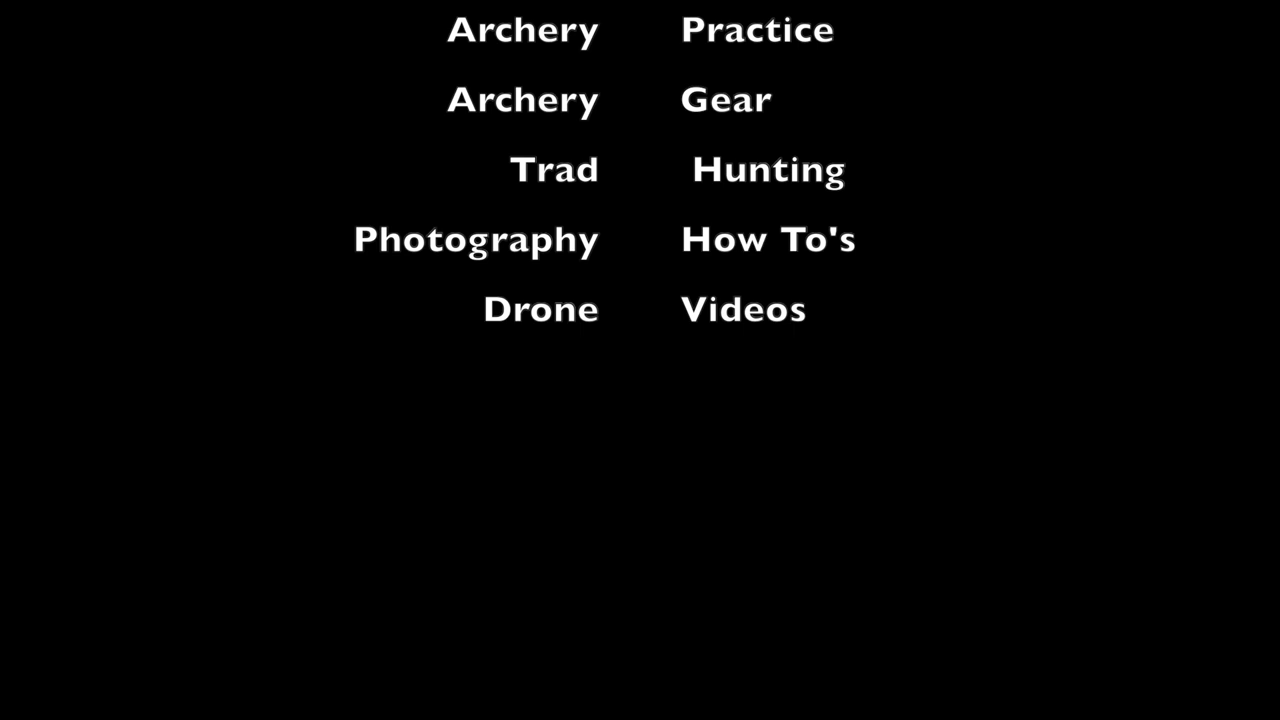 Archery Practice
Archery Gear
Trad Hunting
Photography How To's
Drone Videos